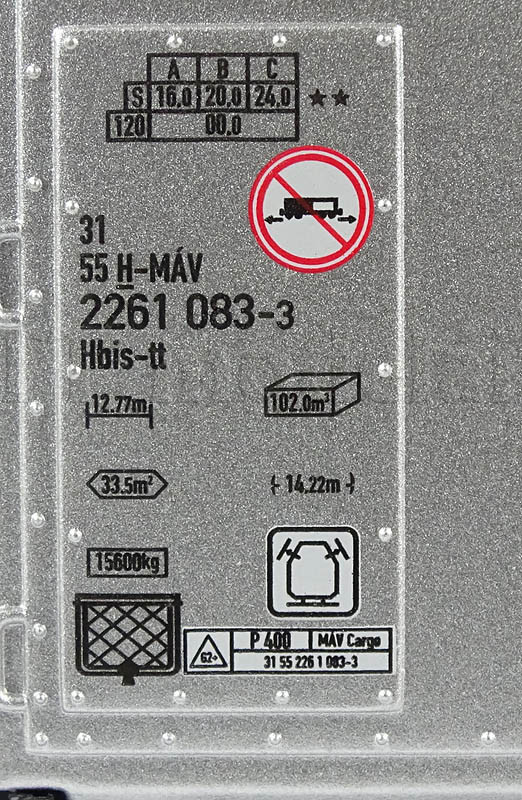 A B C
S 16.0 20.0 24.0 ★★
120 00.0
31
55 H-MÁV
2261 083-3
Hbis-tt
12.77m
102.0m³
33.5m²
14.22m
15600kg
G2→ P 400 MÁV Cargo
31 55 226 1 083-3